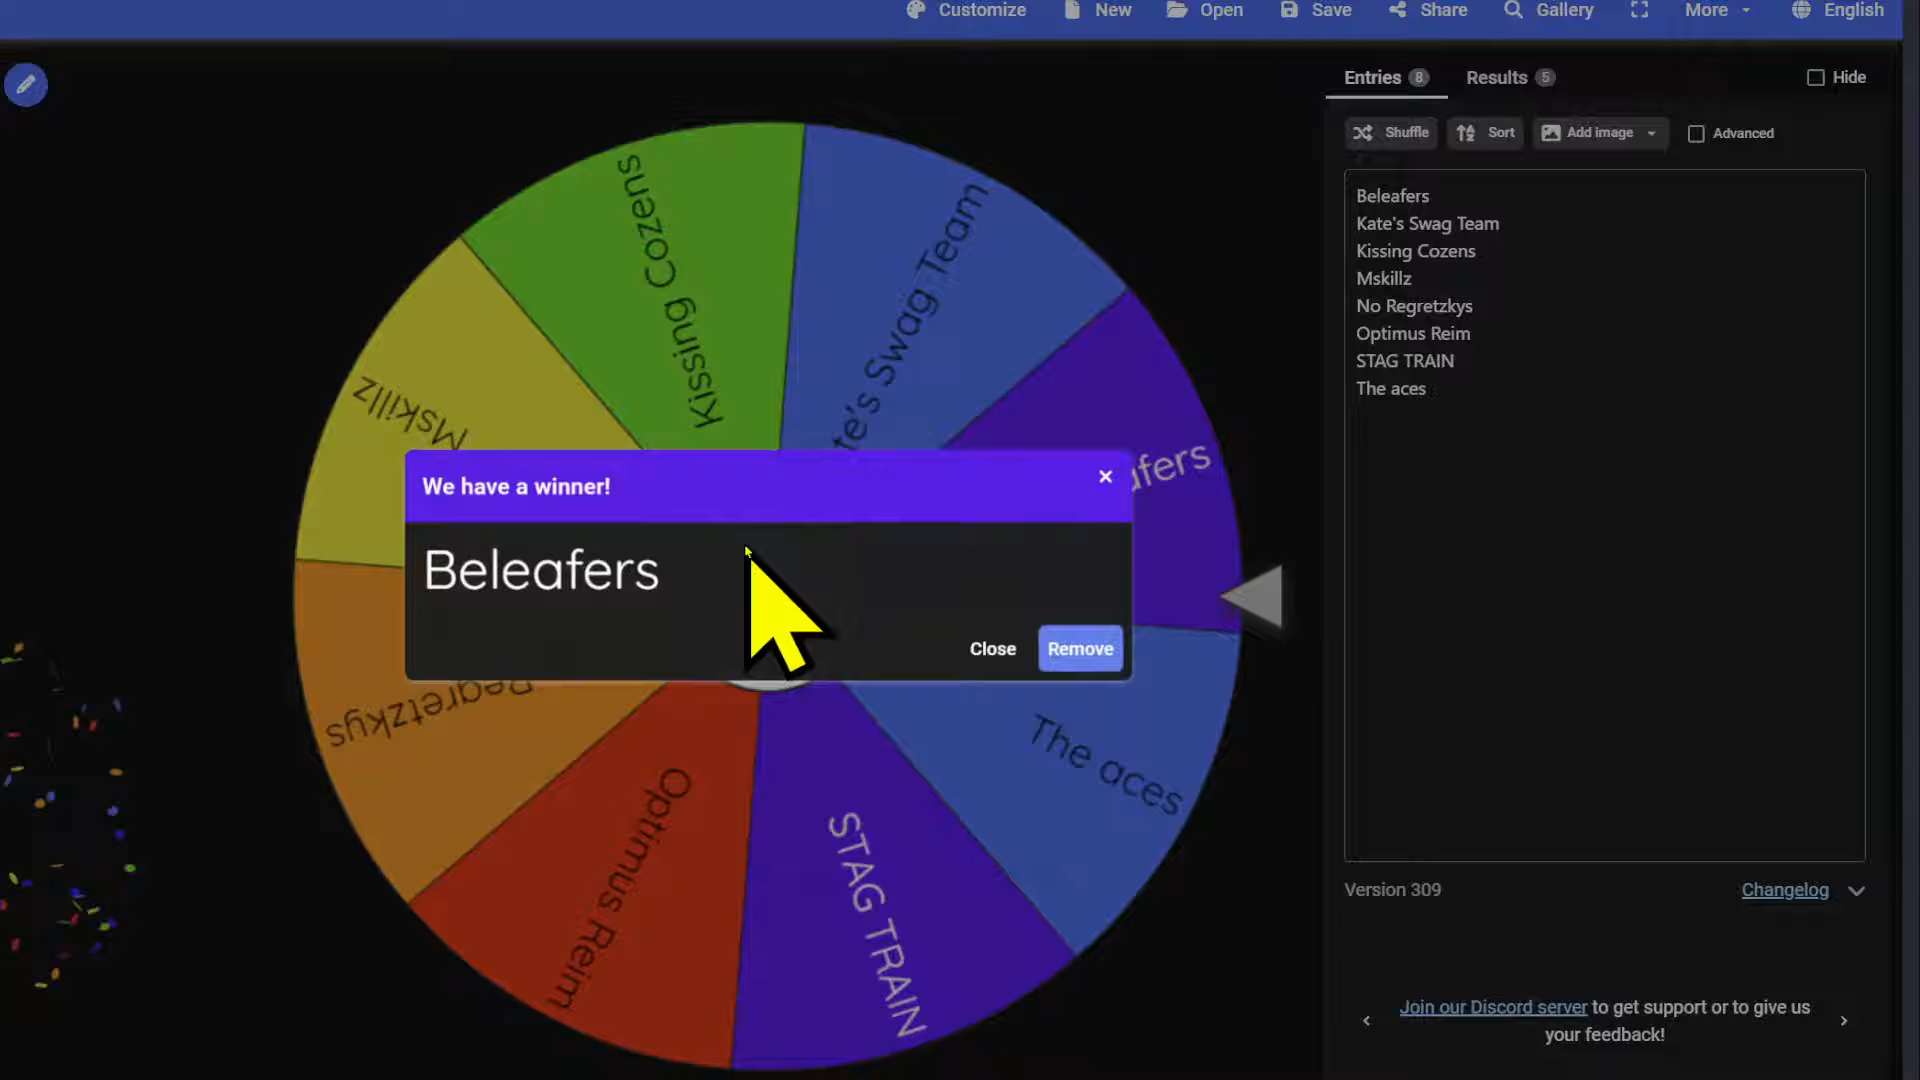 Customize
New
Open
Save
Share
Gallery
More
English
Entries 8
Results 5
Hide
Shuffle
Sort
Add image
Advanced
Beleafers
Kate's Swag Team
Kissing Cozens
Mskillz
No Regretzkys
Optimus Reim
STAG TRAIN
The aces
Kissing Cozens
te's Swag Team
afers
The aces
STAG TRAIN
Optimus Reim
Regretzkys
Mskillz
We have a winner!
Beleafers
Close
Remove
Version 309
Changelog
Join our Discord server to get support or to give us
your feedback!